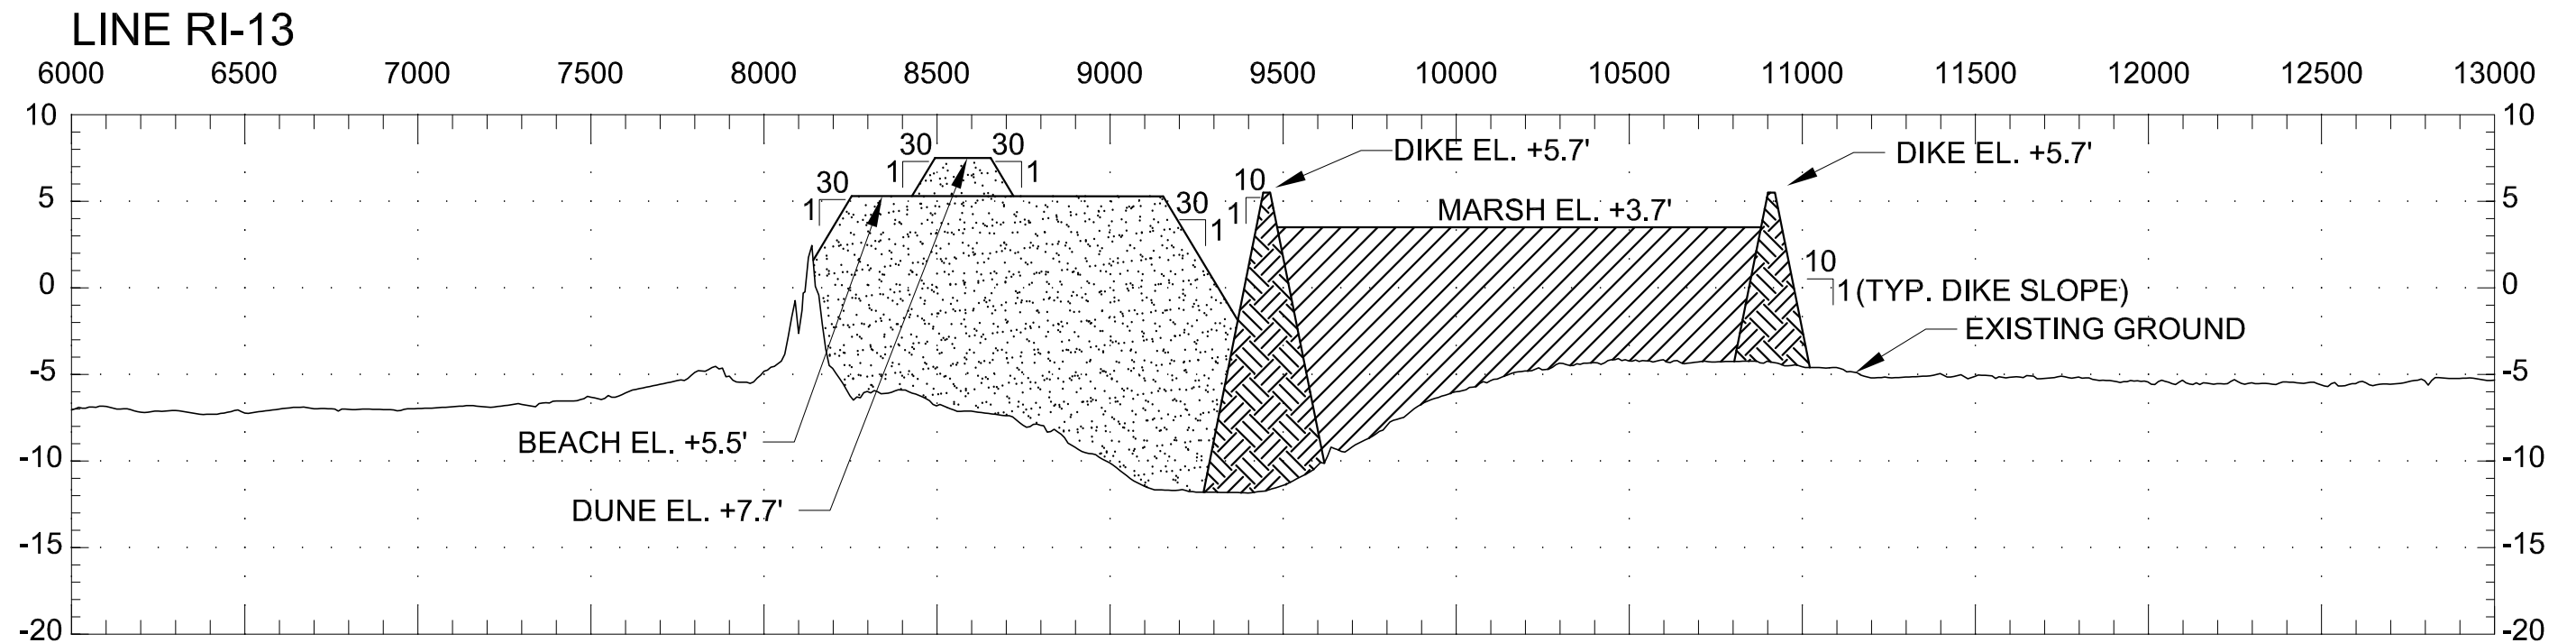 LINE RI-13
6000 6500 7000 7500 8000 8500 9000 9500 10000 10500 11000 11500 12000 12500 13000
10 10
30 30 DIKE EL. +5.7' DIKE EL. +5.7'
1 1
30 10
5 30 1 MARSH EL. +3.7' 5
1 1
10
0 1 (TYP. DIKE SLOPE) 0
EXISTING GROUND
-5 -5
BEACH EL. +5.5'
-10 -10
DUNE EL. +7.7'
-15 -15
-20 -20